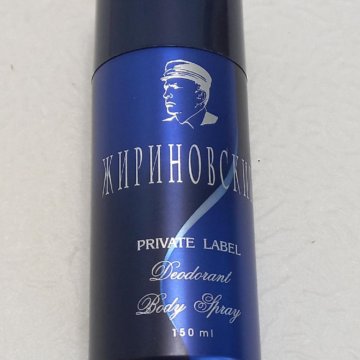 ЖИРИНОВСКИЙ
PRIVATE LABEL
Deodorant
Body Spray
150 ml